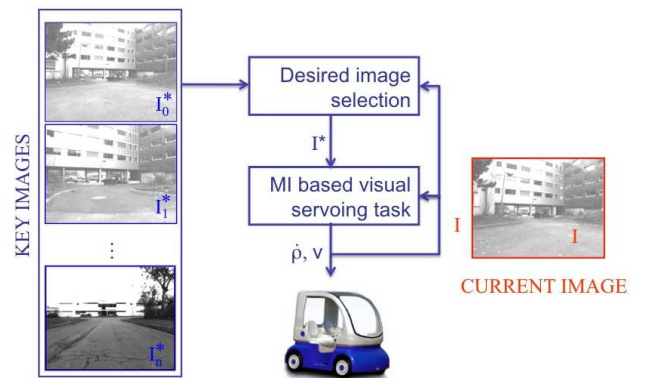 KEY IMAGES
I₀*
I₁*
⋮
Iₙ*
Desired image
selection
I*
MI based visual
servoing task
ρ̇, v
I
I
CURRENT IMAGE